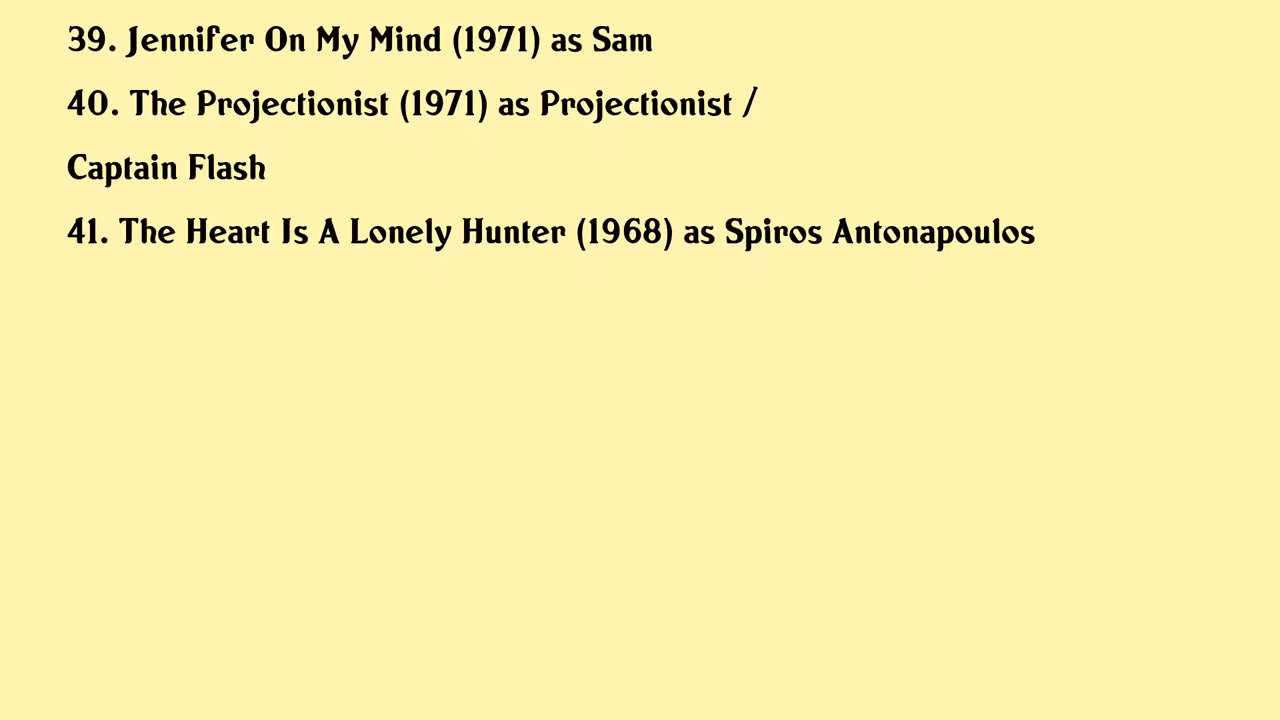 39. Jennifer On My Mind (1971) as Sam
40. The Projectionist (1971) as Projectionist /
Captain Flash
41. The Heart Is A Lonely Hunter (1968) as Spiros Antonapoulos